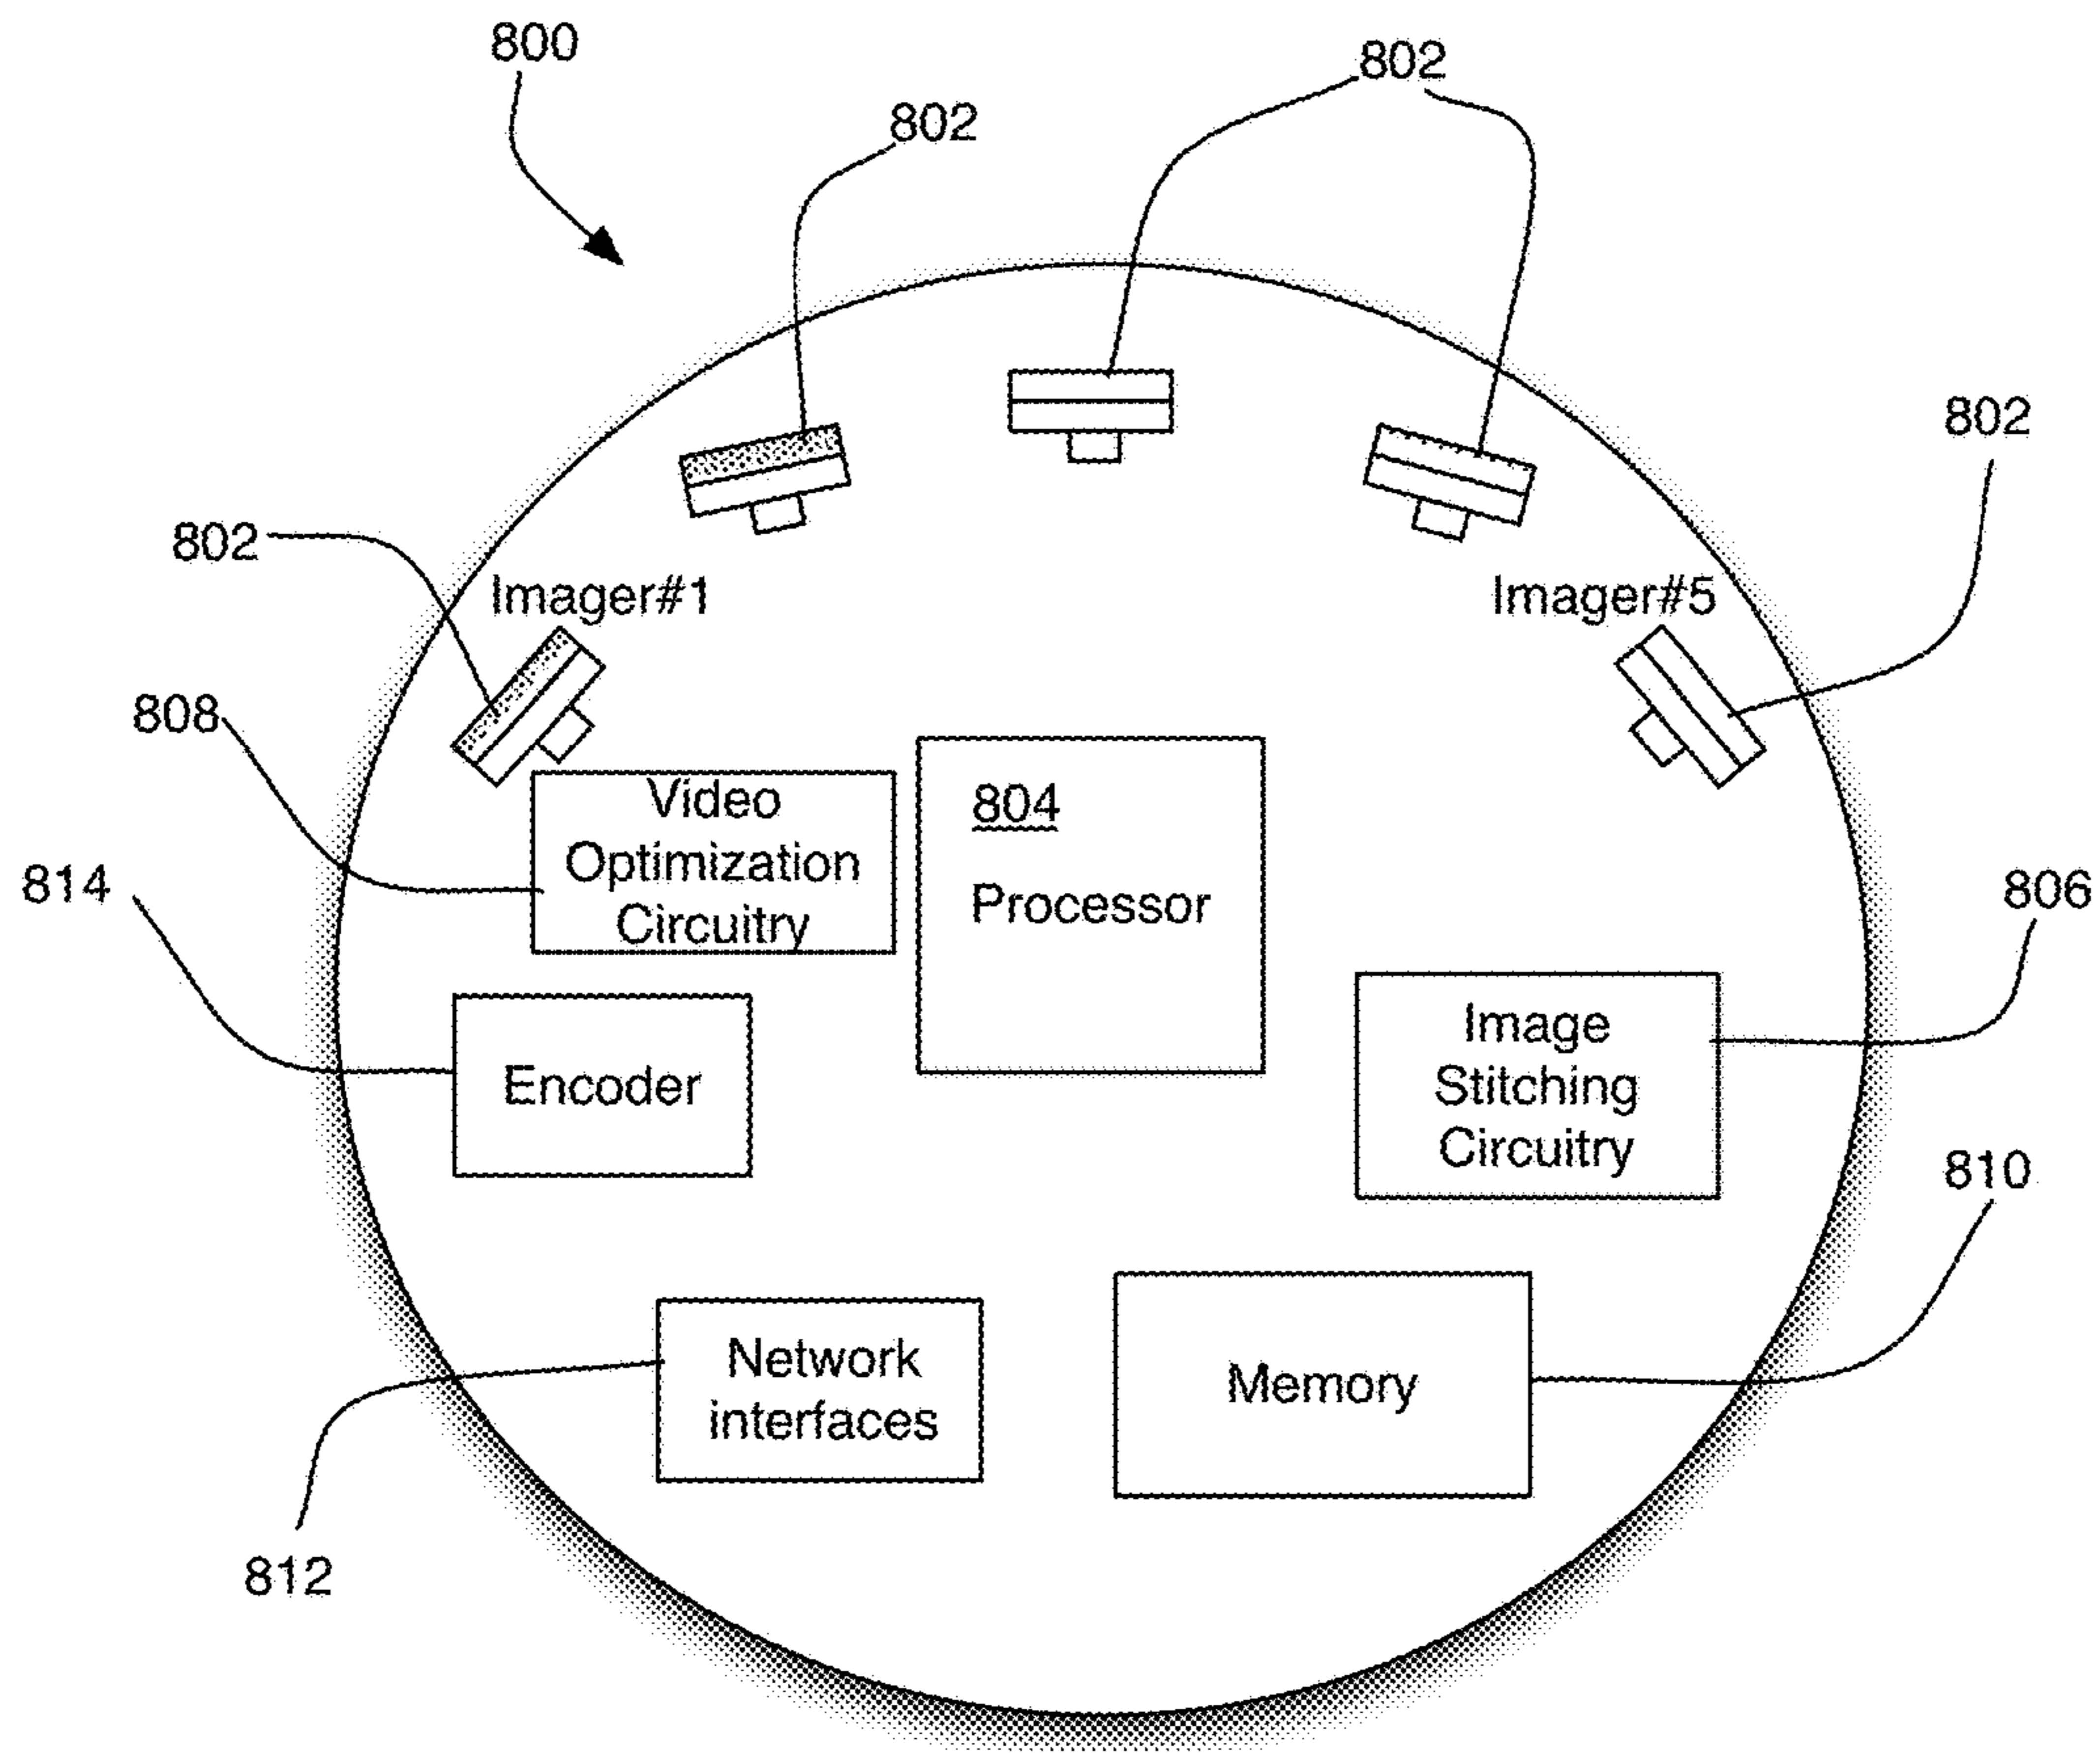 800
802
802
802
802
Imager#1
Imager#5
808
Video
Optimization
Circuitry
804
Processor
814
806
Encoder
Image
Stitching
Circuitry
810
Network
interfaces
Memory
812